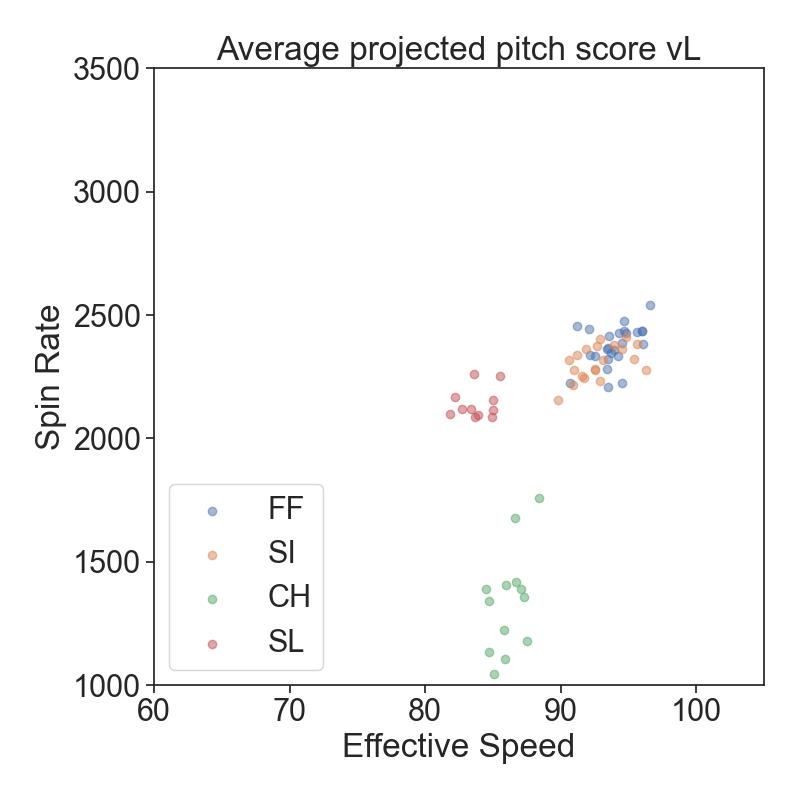 Average projected pitch score vL
3500
3000
2500
2000
1500
1000
Spin Rate
FF
SI
CH
SL
60 70 80 90 100
Effective Speed